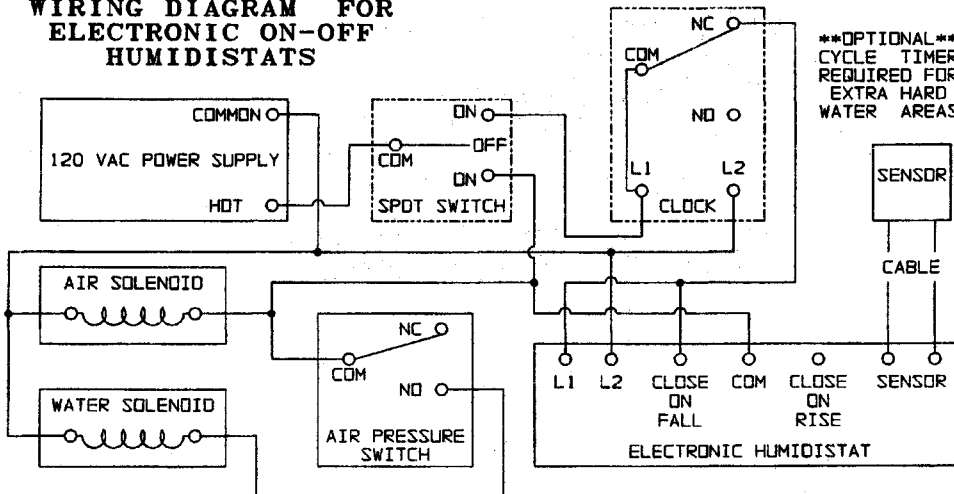 WIRING DIAGRAM FOR
ELECTRONIC ON-OFF
HUMIDISTATS
**OPTIONAL**
CYCLE TIMER
REQUIRED FOR
EXTRA HARD
WATER AREAS
NC
COM
NO
L1 L2
CLOCK
COMMON
120 VAC POWER SUPPLY
HOT
ON
COM OFF
ON
SPDT SWITCH
SENSOR
CABLE
AIR SOLENOID
WATER SOLENOID
NC
COM
NO
AIR PRESSURE
SWITCH
L1 L2 CLOSE COM CLOSE SENSOR
ON ON
FALL RISE
ELECTRONIC HUMIDISTAT